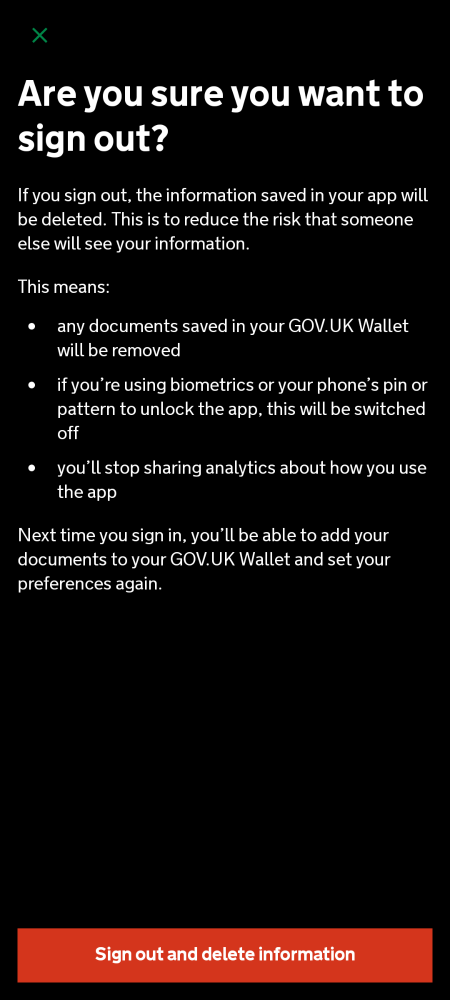 Are you sure you want to
sign out?
If you sign out, the information saved in your app will
be deleted. This is to reduce the risk that someone
else will see your information.
This means:
• any documents saved in your GOV.UK Wallet
will be removed
• if you’re using biometrics or your phone’s pin or
pattern to unlock the app, this will be switched
off
• you’ll stop sharing analytics about how you use
the app
Next time you sign in, you’ll be able to add your
documents to your GOV.UK Wallet and set your
preferences again.
Sign out and delete information